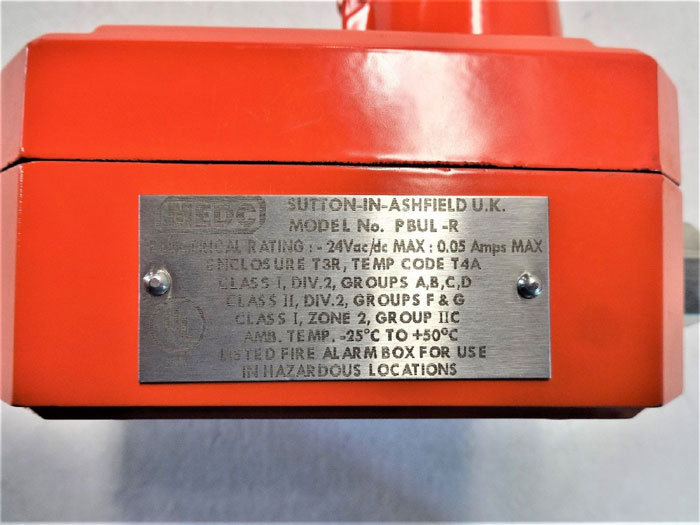 MEDC SUTTON-IN-ASHFIELD U.K.
MODEL No. PBUL -R
ELECTRICAL RATING : - 24Vac/dc MAX : 0.05 Amps MAX
ENCLOSURE T3R, TEMP CODE T4A
CLASS I, DIV.2, GROUPS A,B,C,D
CLASS II, DIV.2, GROUPS F & G
CLASS I, ZONE 2, GROUP IIC
AMB. TEMP. -25°C TO +50°C
LISTED FIRE ALARM BOX FOR USE
IN HAZARDOUS LOCATIONS